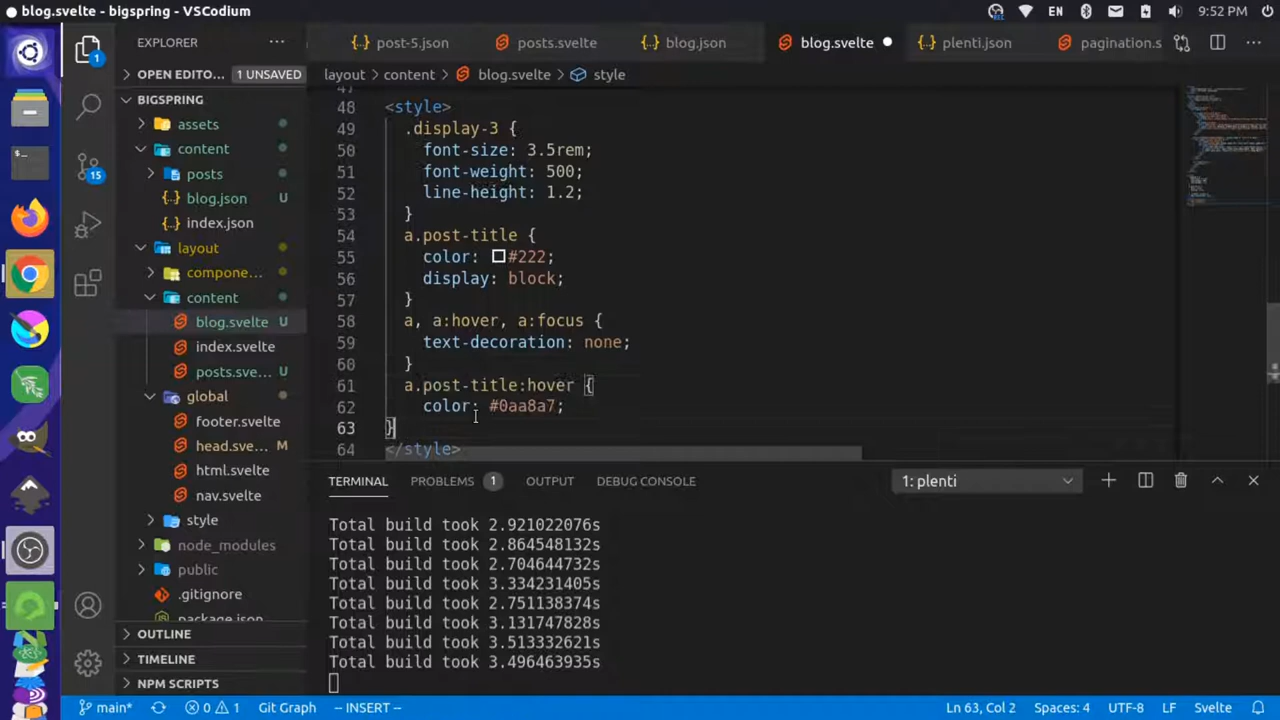 blog.svelte - bigspring - VSCodium
EN
9:52 PM
EXPLORER
post-5.json
posts.svelte
blog.json
blog.svelte
plenti.json
pagination.s
OPEN EDITO... 1 UNSAVED
layout > content > blog.svelte > style
BIGSPRING
assets
content
posts
blog.json U
index.json
layout
compone...
content
blog.svelte U
index.svelte
posts.sve... U
global
footer.svelte
head.sve... M
html.svelte
nav.svelte
style
node_modules
public
.gitignore
package.json
OUTLINE
TIMELINE
NPM SCRIPTS
1
15
47
48 <style>
49 .display-3 {
50 font-size: 3.5rem;
51 font-weight: 500;
52 line-height: 1.2;
53 }
54 a.post-title {
55 color: #222;
56 display: block;
57 }
58 a, a:hover, a:focus {
59 text-decoration: none;
60 }
61 a.post-title:hover {
62 color: #0aa8a7;
63 }
64 </style>
TERMINAL PROBLEMS 1 OUTPUT DEBUG CONSOLE 1: plenti
Total build took 2.921022076s
Total build took 2.864548132s
Total build took 2.704644732s
Total build took 3.334231405s
Total build took 2.751138374s
Total build took 3.131747828s
Total build took 3.513332621s
Total build took 3.496463935s
main* 0 1 Git Graph -- INSERT -- Ln 63, Col 2 Spaces: 4 UTF-8 LF Svelte